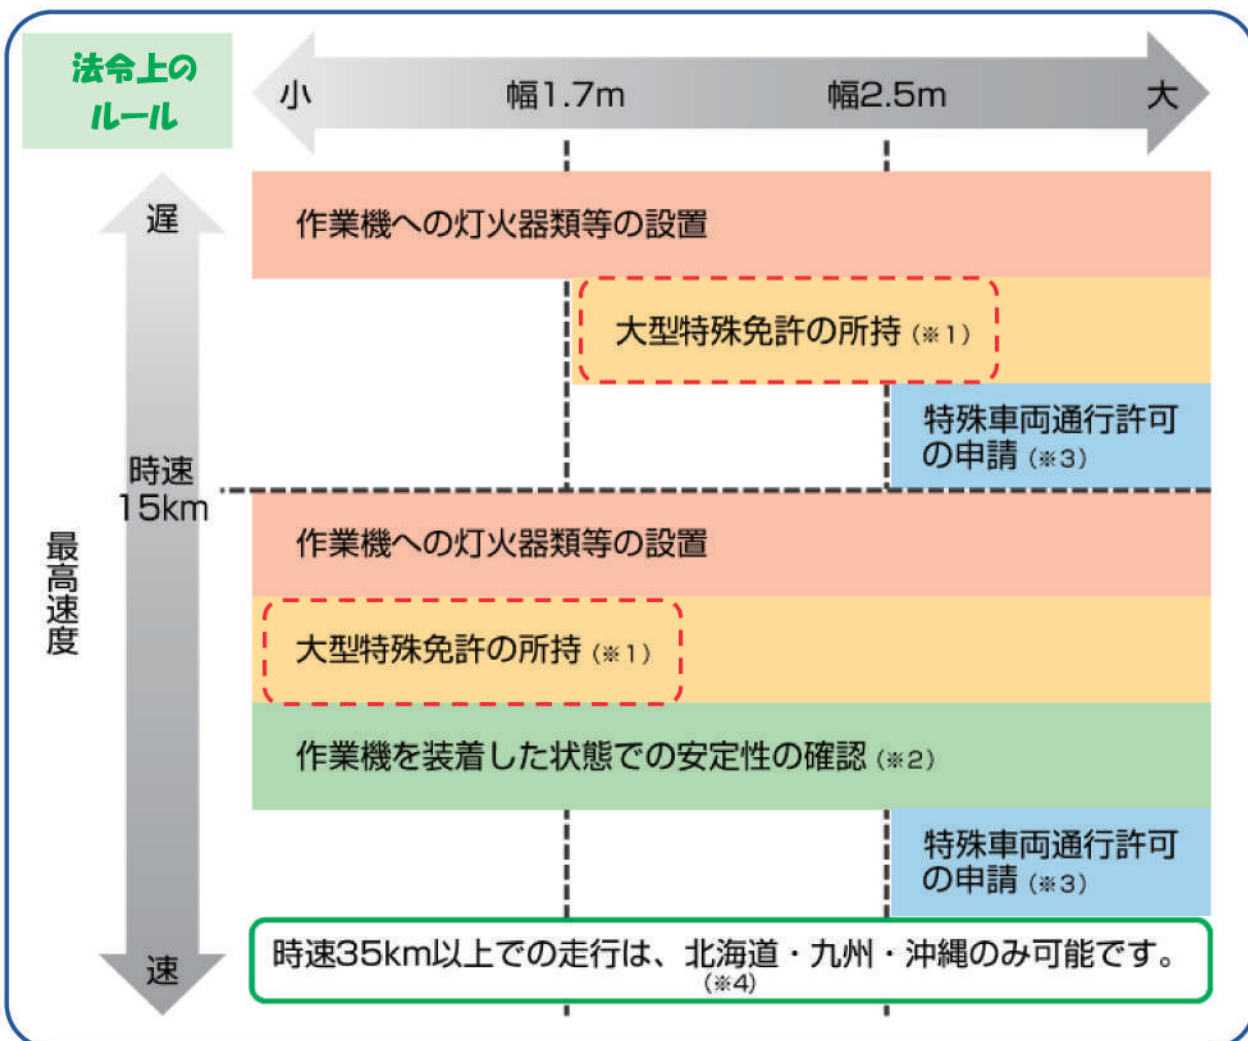 法令上の
ルール
小
幅1.7m
幅2.5m
大
遅
作業機への灯火器類等の設置
大型特殊免許の所持(※1)
特殊車両通行許可
の申請(※3)
時速
15km
最高速度
作業機への灯火器類等の設置
大型特殊免許の所持(※1)
作業機を装着した状態での安定性の確認(※2)
特殊車両通行許可
の申請(※3)
速
時速35km以上での走行は、北海道・九州・沖縄のみ可能です。
(※4)